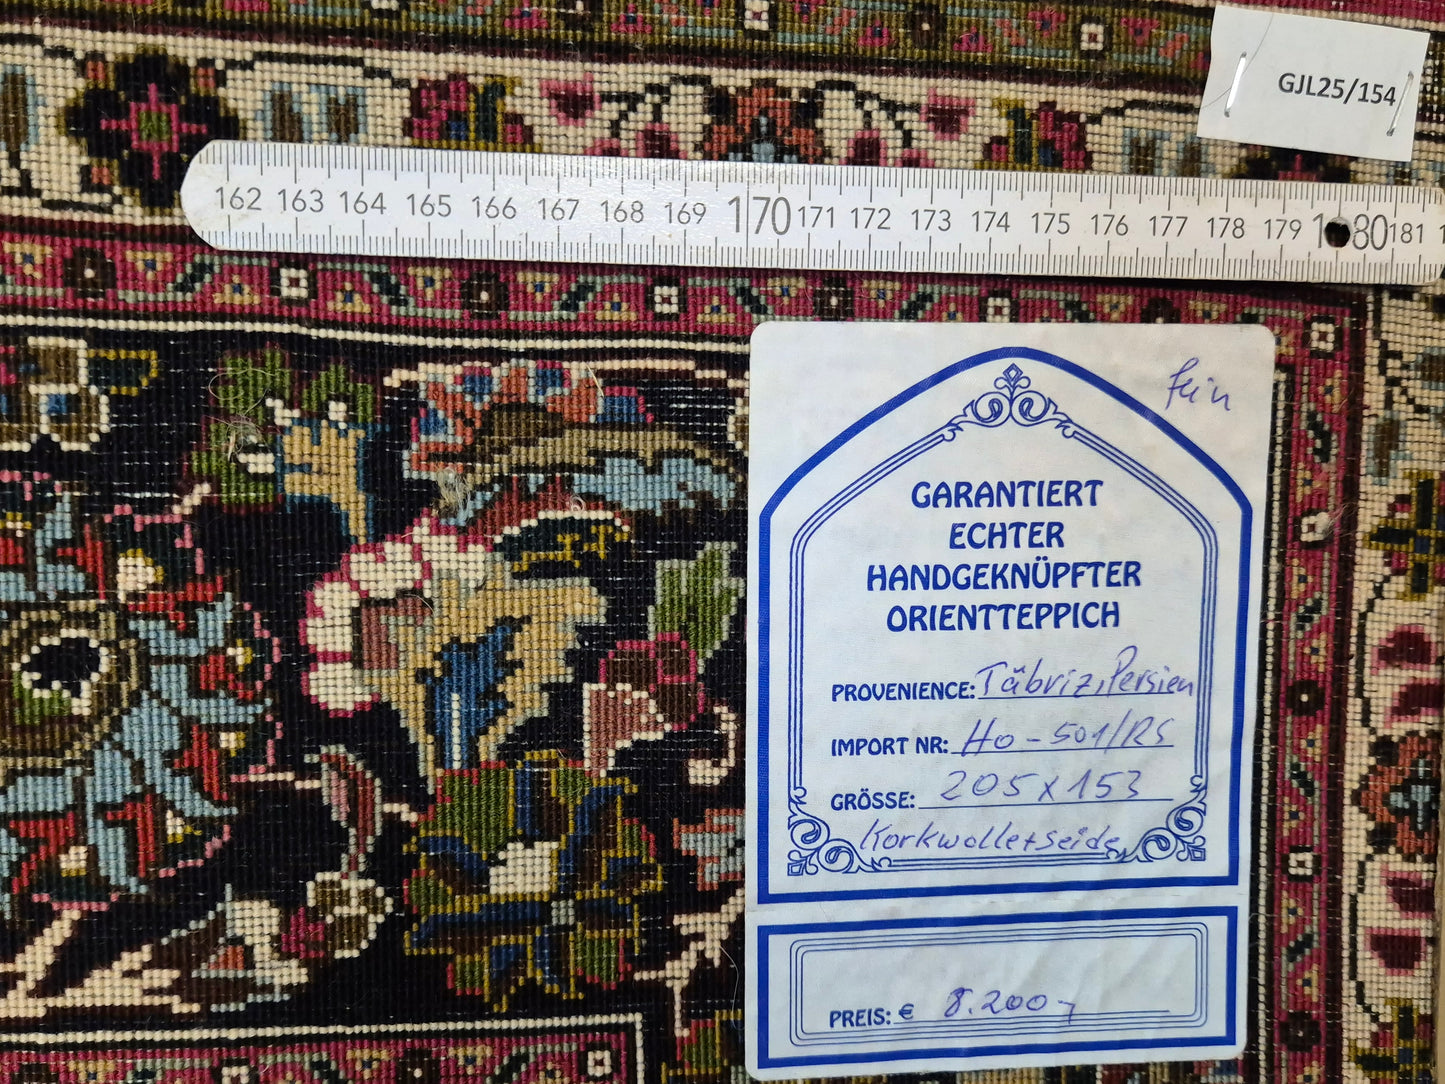 GJL25/154
162 163 164 165 166 167 168 169 170 171 172 173 174 175 176 177 178 179 180 181
fein
GARANTIERT
ECHTER
HANDGEKNÜPFTER
ORIENTTEPPICH
PROVENIENCE: Täbriz, Persien
IMPORT NR: Ho-501/RS
GRÖSSE: 205x153
Korkwolle+Seide
PREIS: € 8.200,-